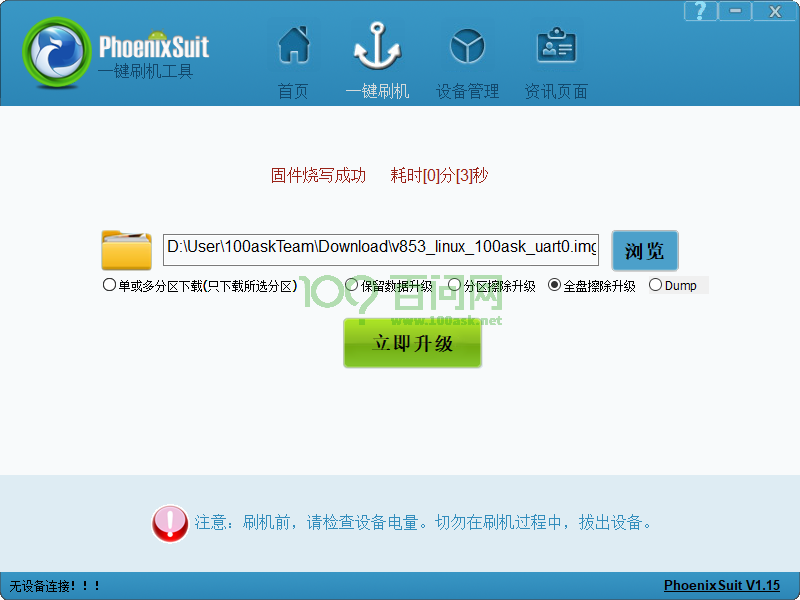 ?
X
PhoenixSuit
一键刷机工具
首页
一键刷机
设备管理
资讯页面
固件烧写成功 耗时[0]分[3]秒
D:\User\100askTeam\Download\v853_linux_100ask_uart0.img
浏览
单或多分区下载(只下载所选分区)
保留数据升级
分区擦除升级
全盘擦除升级
Dump
100 百问网
www.100ask.net
立即升级
注意：刷机前，请检查设备电量。切勿在刷机过程中，拔出设备。
无设备连接！！！
PhoenixSuit V1.15